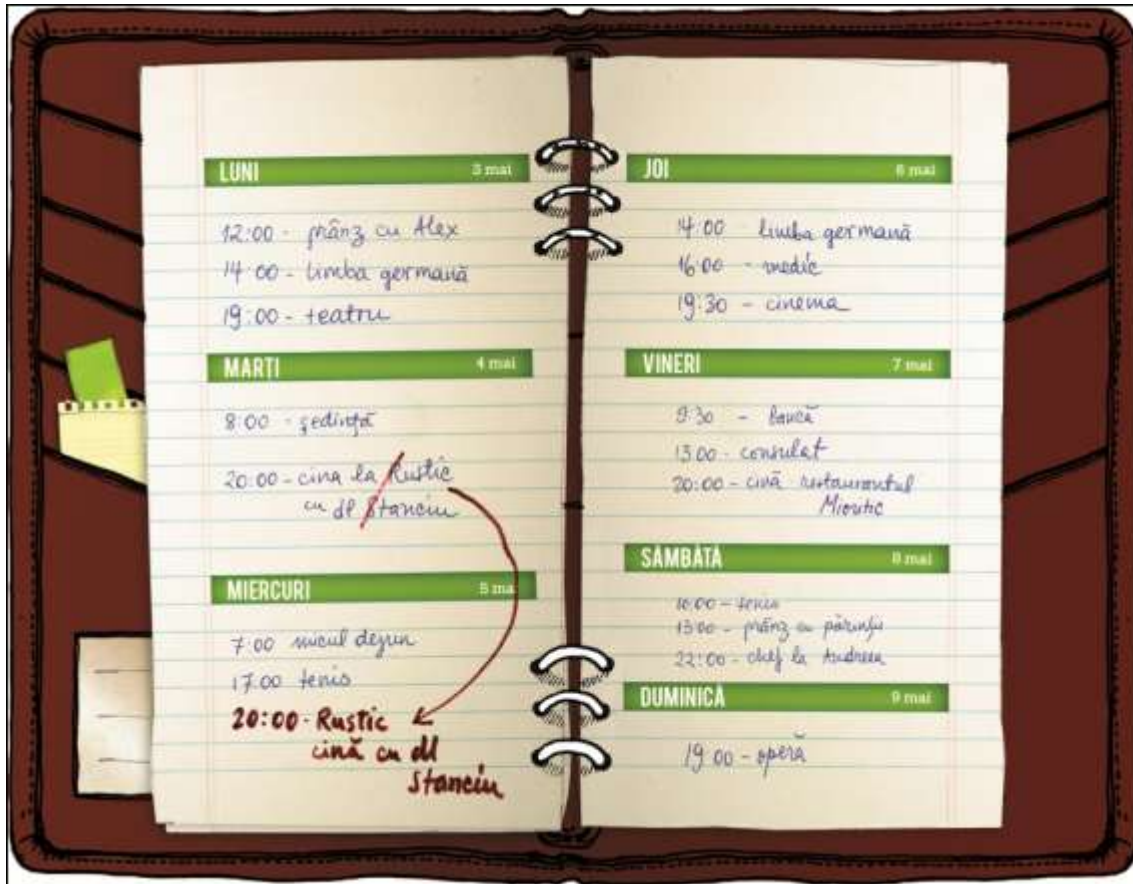 LUNI 3 mai
12:00 - prânz cu Alex
14:00 - limba germană
19:00 - teatru
MARȚI 4 mai
8:00 - ședință
20:00 - cina la Rustic
cu dl Stanciu
MIERCURI 5 mai
7:00 micul dejun
17:00 tenis
20:00 - Rustic
cină cu dl
Stanciu
JOI 6 mai
14:00 limba germană
16:00 - medic
19:30 - cinema
VINERI 7 mai
9:30 - bancă
13:00 - consulat
20:00 - cină restaurantul
Mioritic
SÂMBĂTĂ 8 mai
10:00 - tenis
13:00 - prânz cu părinții
22:00 - chef la Andreea
DUMINICĂ 9 mai
19:00 - operă